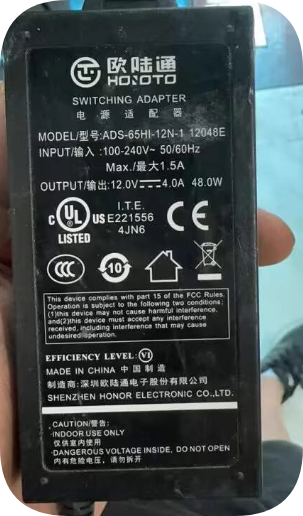 欧陆通
HOIOTO
SWITCHING ADAPTER
电 源 适 配 器
MODEL/型号:ADS-65HI-12N-1 12048E
INPUT/输入 :100-240V~ 50/60Hz
Max./最大1.5A
OUTPUT/输出:12.0V⎓4.0A 48.0W
I.T.E.
c UL US E221556
LISTED 4JN6
CE
CCC 10
This device complies with part 15 of the FCC Rules.
Operation is subject to the following two conditions:
(1)this device may not cause harmful interference,
and(2)this device must accept any interference
received, including interference that may cause
undesired operation.
EFFICIENCY LEVEL: VI
MADE IN CHINA 中 国 制 造
制造商:深圳欧陆通电子股份有限公司
SHENZHEN HONOR ELECTRONIC CO.,LTD.
CAUTION/警告:
·INDOOR USE ONLY
仅供室内使用
·DANGEROUS VOLTAGE INSIDE, DO NOT OPEN
内有危险电压，请勿拆开